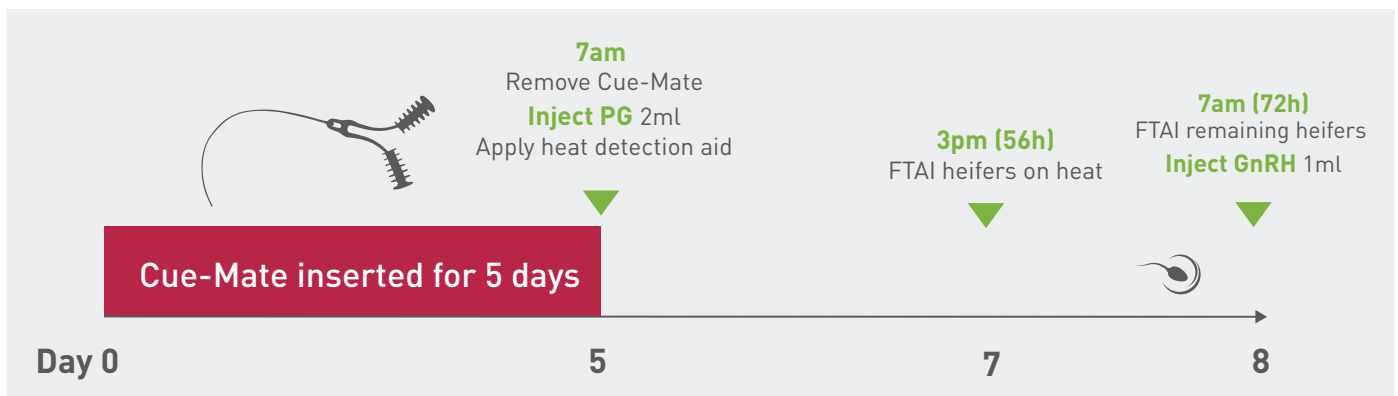 7am
Remove Cue-Mate
Inject PG 2ml
Apply heat detection aid
3pm (56h)
FTAI heifers on heat
7am (72h)
FTAI remaining heifers
Inject GnRH 1ml
Cue-Mate inserted for 5 days
Day 0
5
7
8